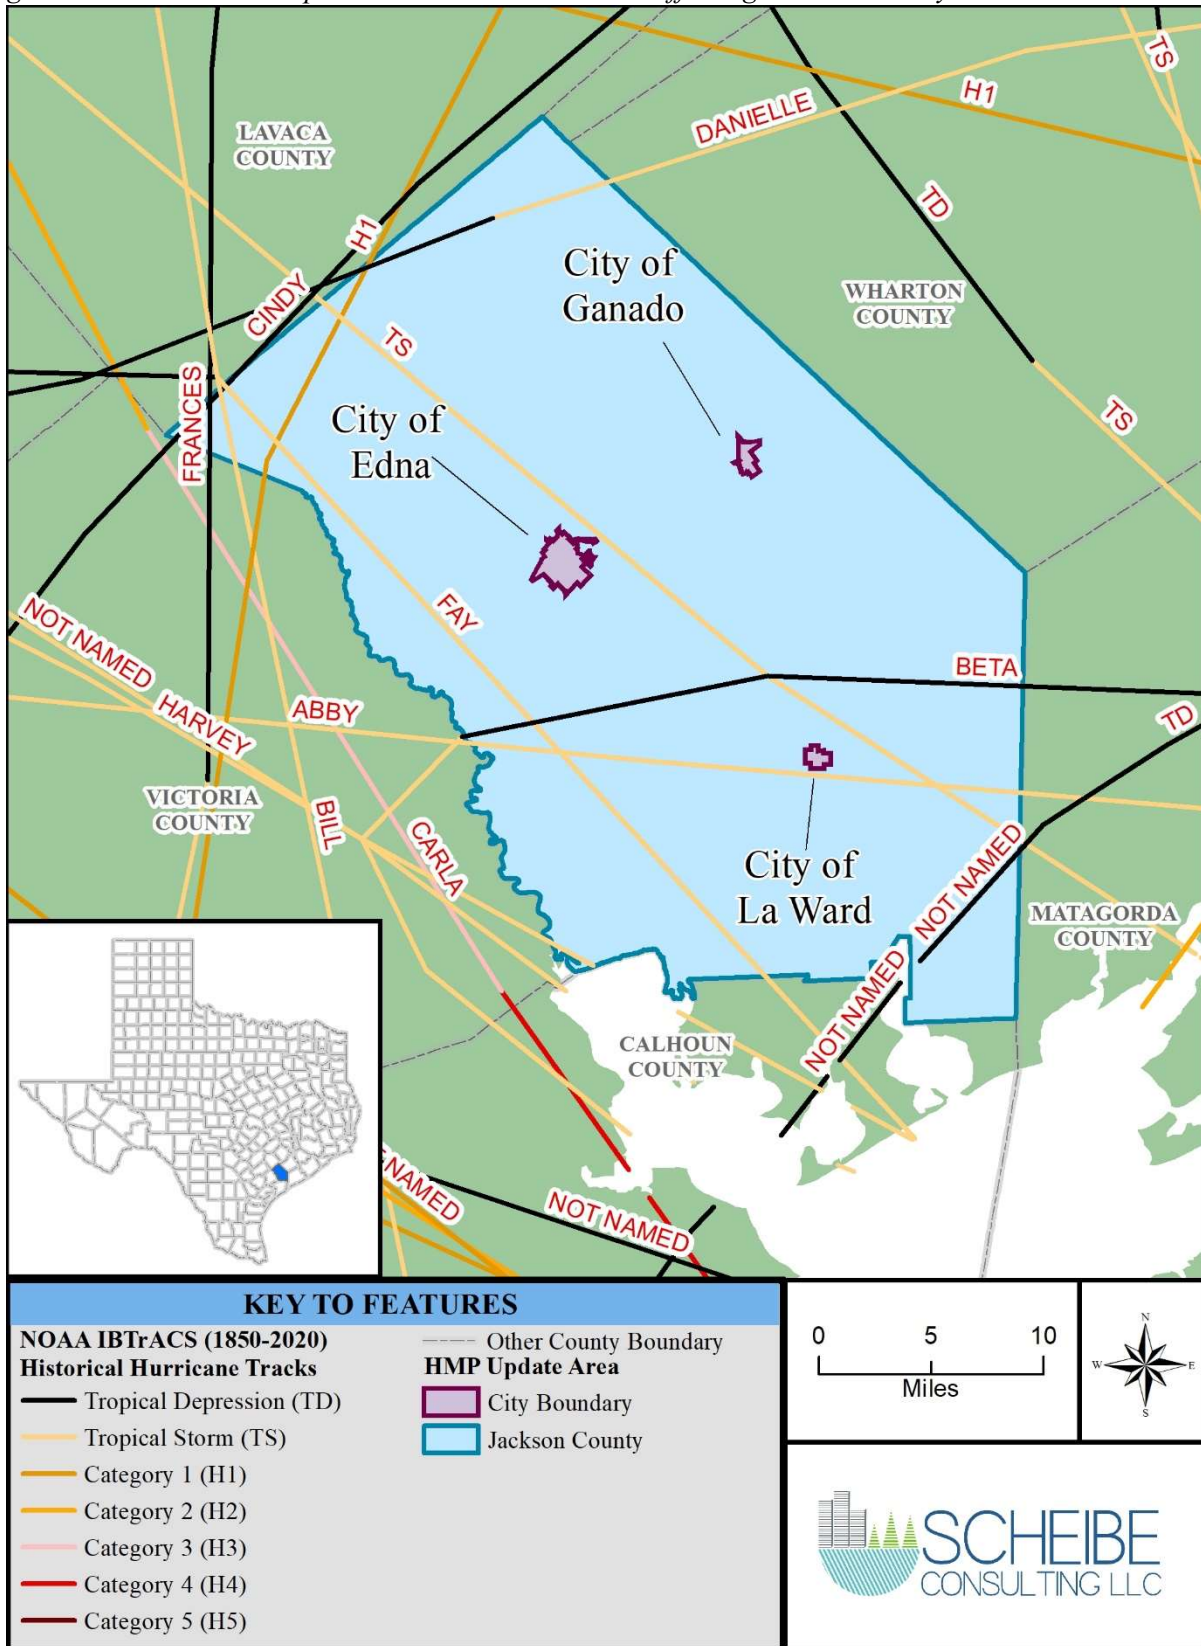 LAVACA
COUNTY
DANIELLE
H1
TS
H1
TD
CINDY
City of
Ganado
WHARTON
COUNTY
TS
FRANCES
City of
Edna
TS
FAY
NOT NAMED
HARVEY
ABBY
BETA
TD
VICTORIA
COUNTY
BILL
CARLA
City of
La Ward
NOT NAMED
MATAGORDA
COUNTY
NOT NAMED
CALHOUN
COUNTY
NAMED
NOT NAMED
KEY TO FEATURES
NOAA IBTrACS (1850-2020)
Historical Hurricane Tracks
Tropical Depression (TD)
Tropical Storm (TS)
Category 1 (H1)
Category 2 (H2)
Category 3 (H3)
Category 4 (H4)
Category 5 (H5)
Other County Boundary
HMP Update Area
City Boundary
Jackson County
0 5 10
Miles
N
W E
S
SCHEIBE
CONSULTING LLC